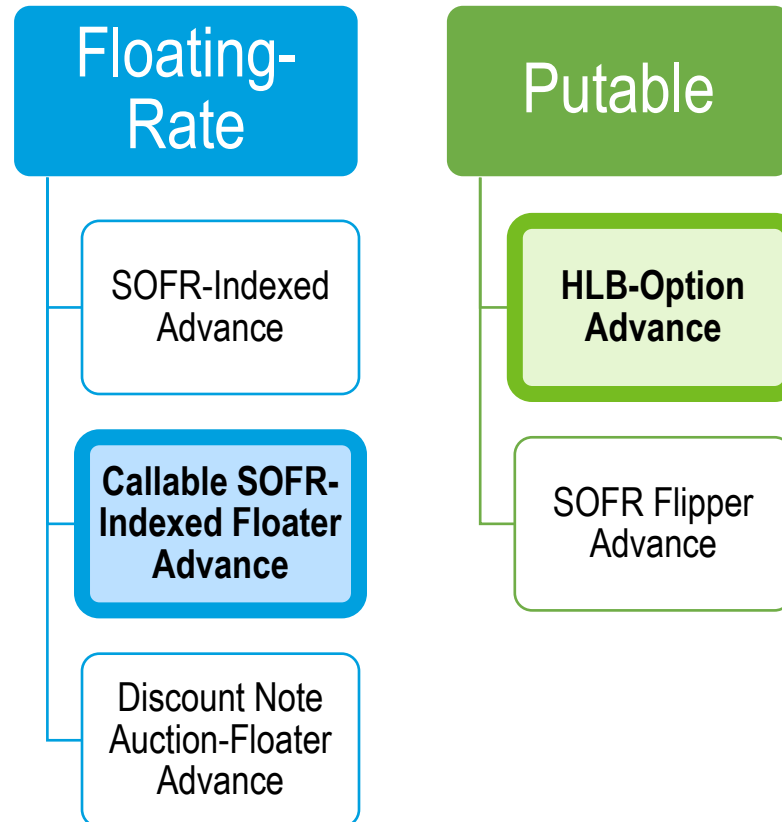 Floating-
Rate
SOFR-Indexed
Advance
Callable SOFR-
Indexed Floater
Advance
Discount Note
Auction-Floater
Advance
Putable
HLB-Option
Advance
SOFR Flipper
Advance